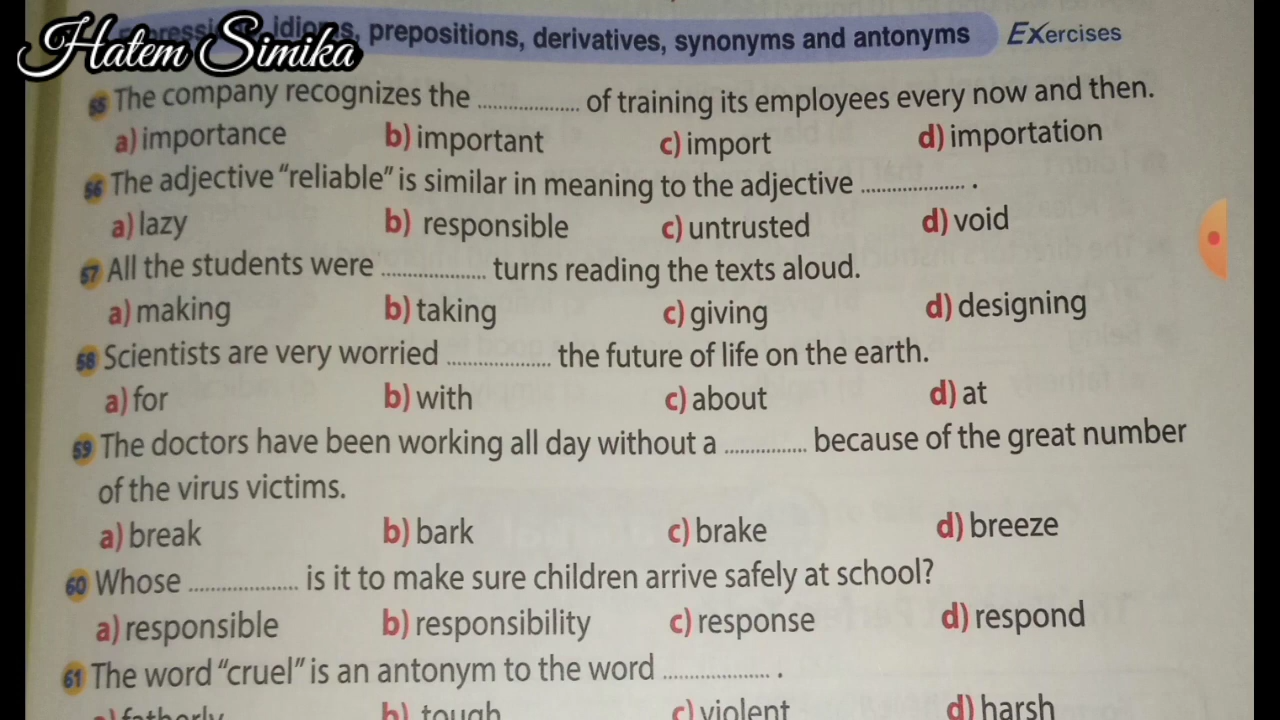 Hatem Simika
idioms, prepositions, derivatives, synonyms and antonyms Exercises
55 The company recognizes the .................. of training its employees every now and then.
a) importance b) important c) import d) importation
56 The adjective "reliable" is similar in meaning to the adjective .................. .
a) lazy b) responsible c) untrusted d) void
57 All the students were .................. turns reading the texts aloud.
a) making b) taking c) giving d) designing
58 Scientists are very worried .................. the future of life on the earth.
a) for b) with c) about d) at
59 The doctors have been working all day without a .............. because of the great number
of the virus victims.
a) break b) bark c) brake d) breeze
60 Whose .................. is it to make sure children arrive safely at school?
a) responsible b) responsibility c) response d) respond
61 The word "cruel" is an antonym to the word .................. .
a) fatherly b) tough c) violent d) harsh